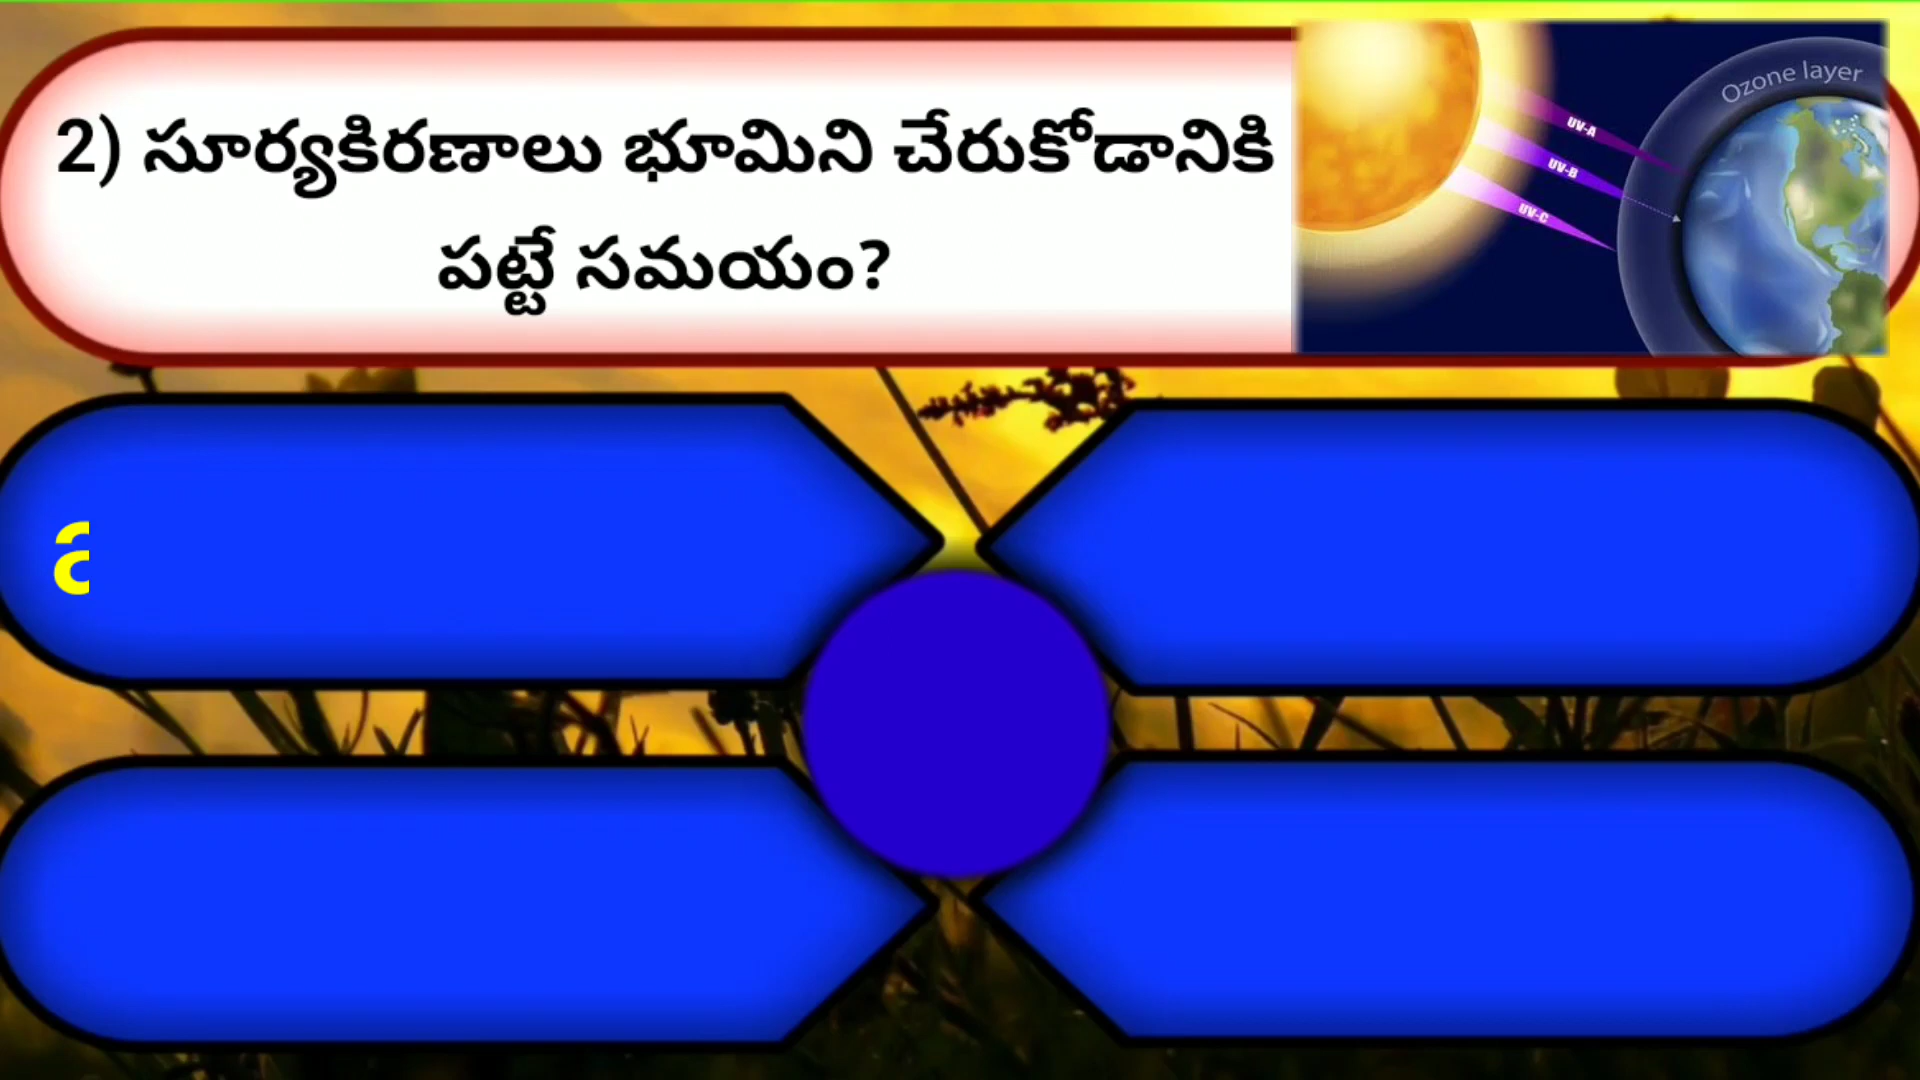 2) సూర్యకిరణాలు భూమిని చేరుకోడానికి
పట్టే సమయం?
Ozone layer
UV-A
UV-B
UV-C